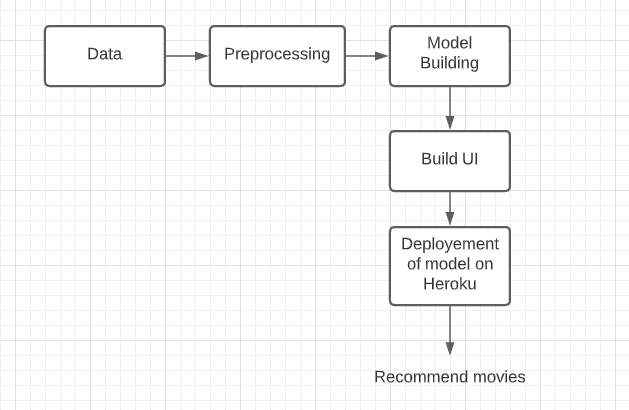 Data
Preprocessing
Model
Building
Build UI
Deployement
of model on
Heroku
Recommend movies